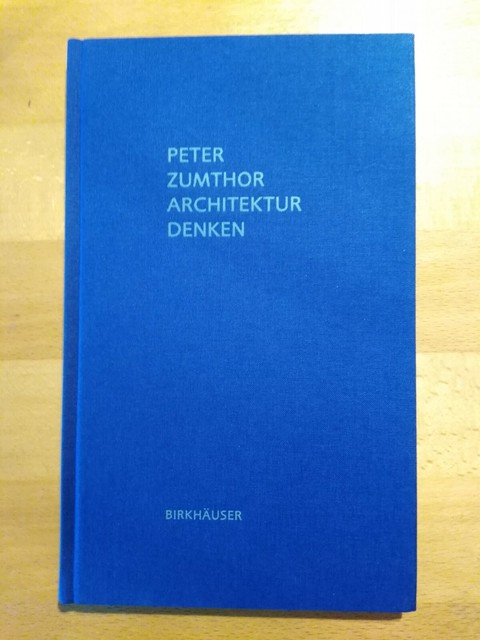 PETER
ZUMTHOR
ARCHITEKTUR
DENKEN
BIRKHÄUSER